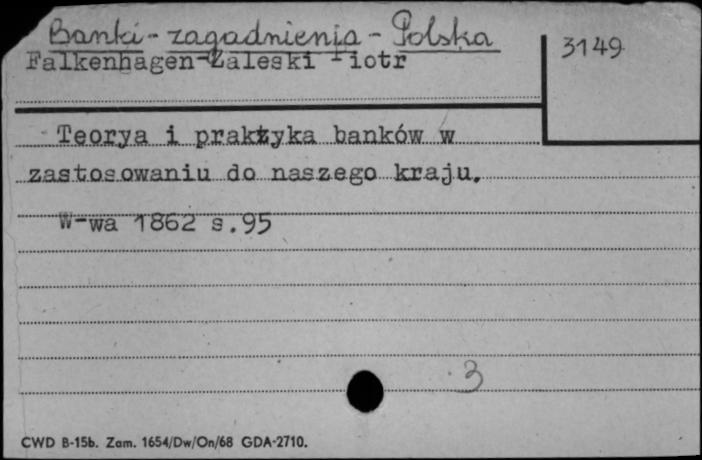 Banki - zagadnienia - Polska
3149
Falkenhagen-Zaleski Piotr
Teorya i praktyka banków w
zastosowaniu do naszego kraju.
W-wa 1862 s.95
3
CWD B-15b. Zam. 1654/Dw/On/68 GDA-2710.